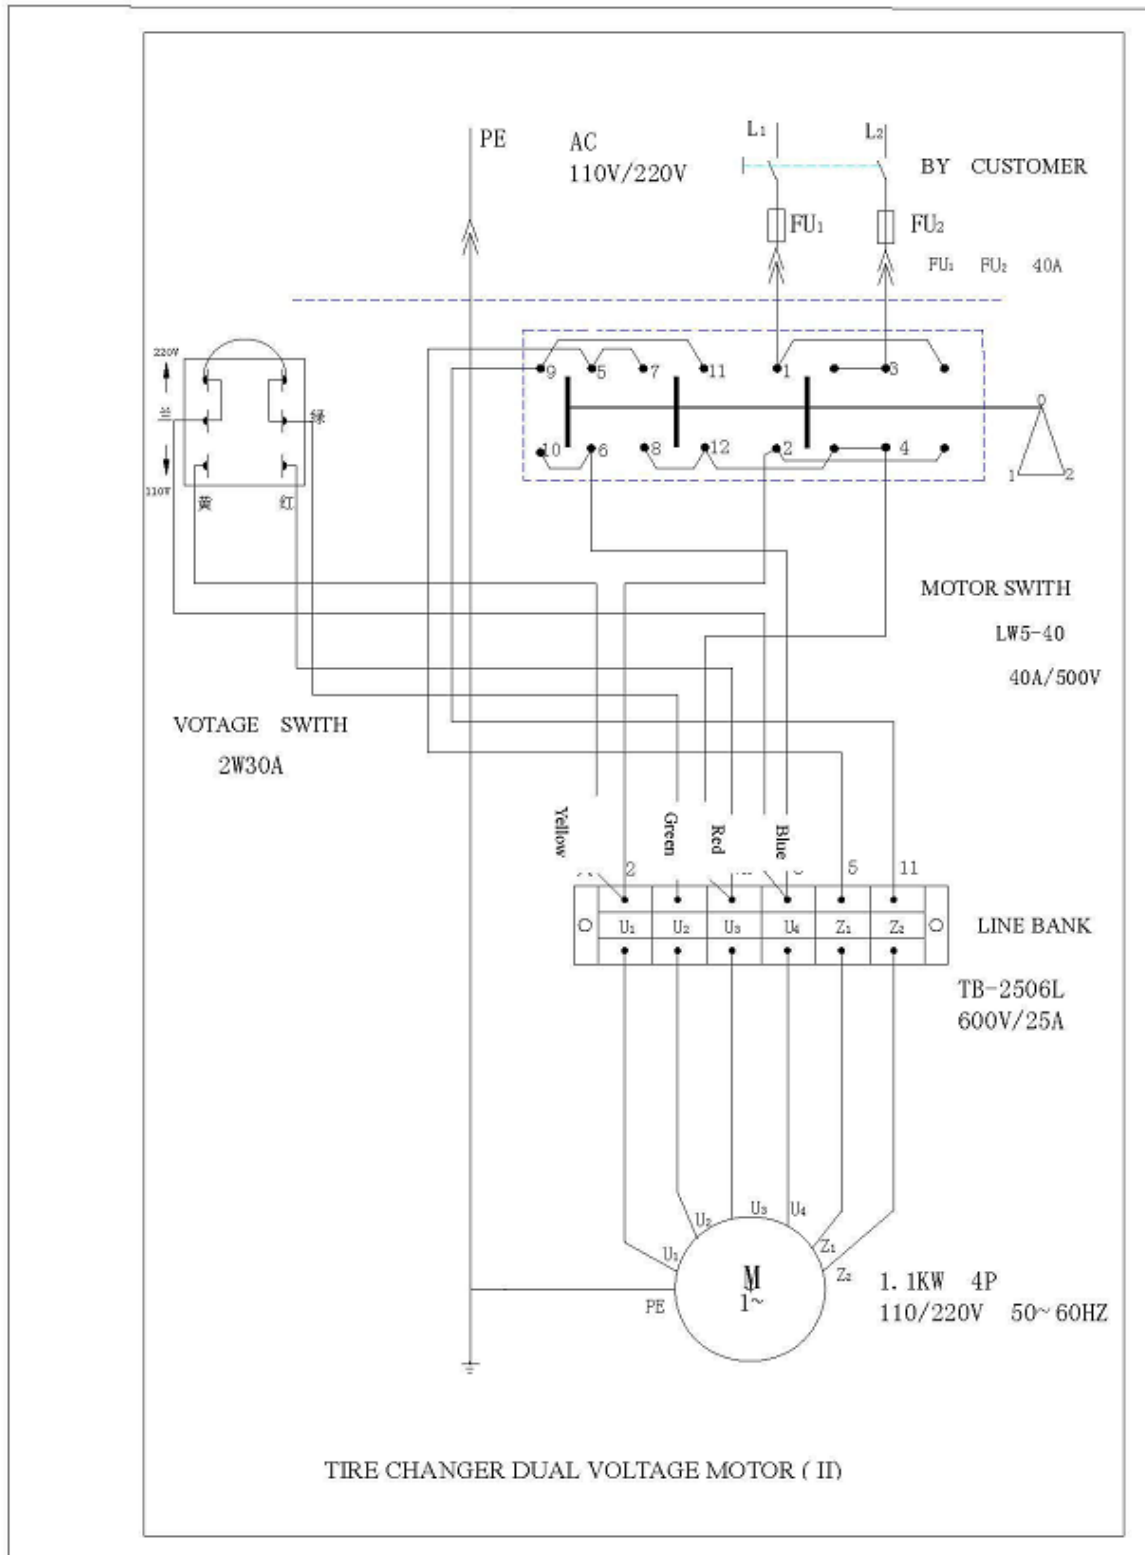 PE
AC
110V/220V
L1
L2
BY CUSTOMER
FU1
FU2
FU1 FU2 40A
220V
兰
绿
110V
黄
红
9 5 7 11 1 3
10 6 8 12 2 4
0
1 2
MOTOR SWITH
LW5-40
40A/500V
VOTAGE SWITH
2W30A
Yellow
Green
Red
Blue
2
5
11
U1 U2 U3 U4 Z1 Z2
LINE BANK
TB-2506L
600V/25A
U1
U2
U3
U4
Z1
Z2
M
1~
PE
1.1KW 4P
110/220V 50~60HZ
TIRE CHANGER DUAL VOLTAGE MOTOR ( II)